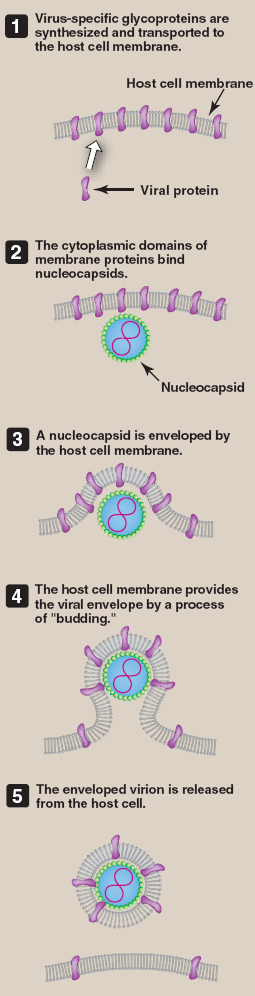 1
Virus-specific glycoproteins are
synthesized and transported to
the host cell membrane.
Host cell membrane
Viral protein
2
The cytoplasmic domains of
membrane proteins bind
nucleocapsids.
Nucleocapsid
3
A nucleocapsid is enveloped by
the host cell membrane.
4
The host cell membrane provides
the viral envelope by a process
of "budding."
5
The enveloped virion is released
from the host cell.